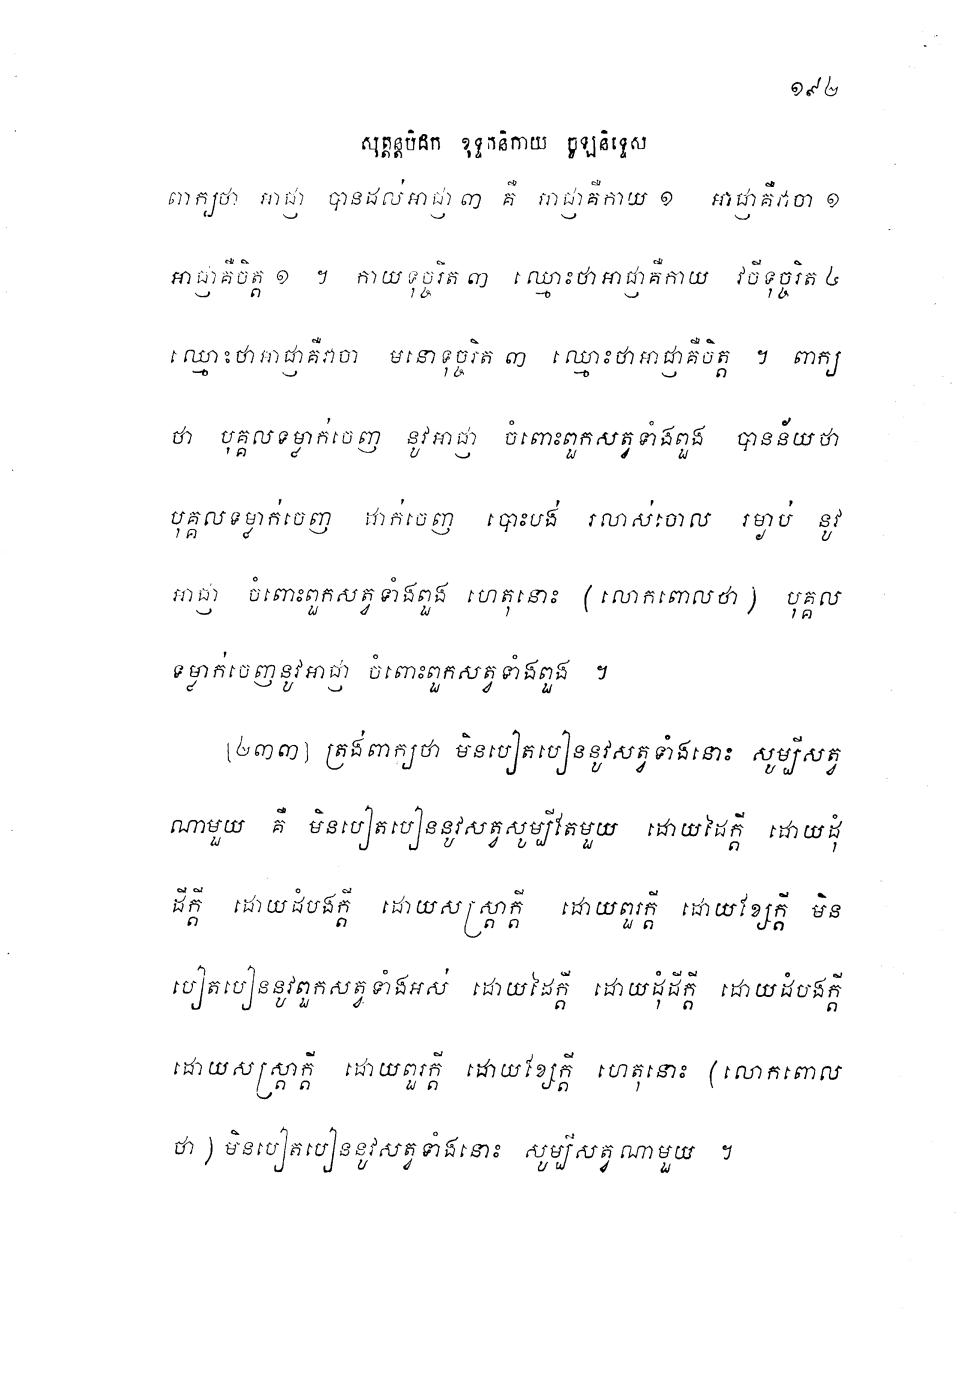 ១៩២
សុត្តន្តបិដក ខុទ្ទកនិកាយ ចូឡនិទ្ទេស
ពាក្យថា អាជ្ញា បានដល់អាជ្ញា ៣ គឺ អាជ្ញាគឺកាយ ១ អាជ្ញាគឺវាចា ១
អាជ្ញាគឺចិត្ត ១ ។ កាយទុច្ចរិត ៣ ឈ្មោះថាអាជ្ញាគឺកាយ វចីទុច្ចរិត ៤
ឈ្មោះថាអាជ្ញាគឺវាចា មនោទុច្ចរិត ៣ ឈ្មោះថាអាជ្ញាគឺចិត្ត ។ ពាក្យ
ថា បុគ្គលទម្លាក់ចេញ នូវអាជ្ញា ចំពោះពួកសត្វទាំងពួង បានន័យថា
បុគ្គលទម្លាក់ចេញ ដាក់ចេញ បោះបង់ រលាស់ចោល រម្ងាប់ នូវ
អាជ្ញា ចំពោះពួកសត្វទាំងពួង ហេតុនោះ (លោកពោលថា) បុគ្គល
ទម្លាក់ចេញនូវអាជ្ញា ចំពោះពួកសត្វទាំងពួង ។
[២៣៣] ត្រង់ពាក្យថា មិនបៀតបៀននូវសត្វទាំងនោះ សូម្បីសត្វ
ណាមួយ គឺ មិនបៀតបៀននូវសត្វសូម្បីតែមួយ ដោយដៃក្តី ដោយដុំ
ដីក្តី ដោយដំបងក្តី ដោយសស្ត្រាក្តី ដោយពួរក្តី ដោយខ្សែក្តី មិន
បៀតបៀននូវពួកសត្វទាំងអស់ ដោយដៃក្តី ដោយដុំដីក្តី ដោយដំបងក្តី
ដោយសស្ត្រាក្តី ដោយពួរក្តី ដោយខ្សែក្តី ហេតុនោះ (លោកពោល
ថា) មិនបៀតបៀននូវសត្វទាំងនោះ សូម្បីសត្វណាមួយ ។